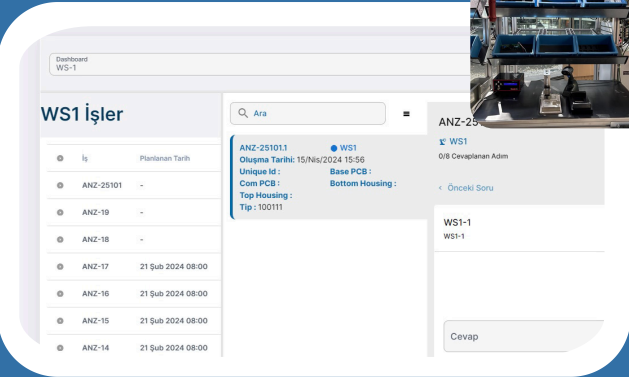 Dashboard
WS-1
WS1 İşler
İş Planlanan Tarih
ANZ-25101 -
ANZ-19 -
ANZ-18 -
ANZ-17 21 Şub 2024 08:00
ANZ-16 21 Şub 2024 08:00
ANZ-15 21 Şub 2024 08:00
ANZ-14 21 Şub 2024 08:00
Ara
ANZ-25101.1 WS1
Oluşma Tarihi: 15/Nis/2024 15:56
Unique Id : Base PCB :
Com PCB : Bottom Housing :
Top Housing :
Tip : 100111
ANZ-25
WS1
0/8 Cevaplanan Adım
< Önceki Soru
WS1-1
WS1-1
Cevap